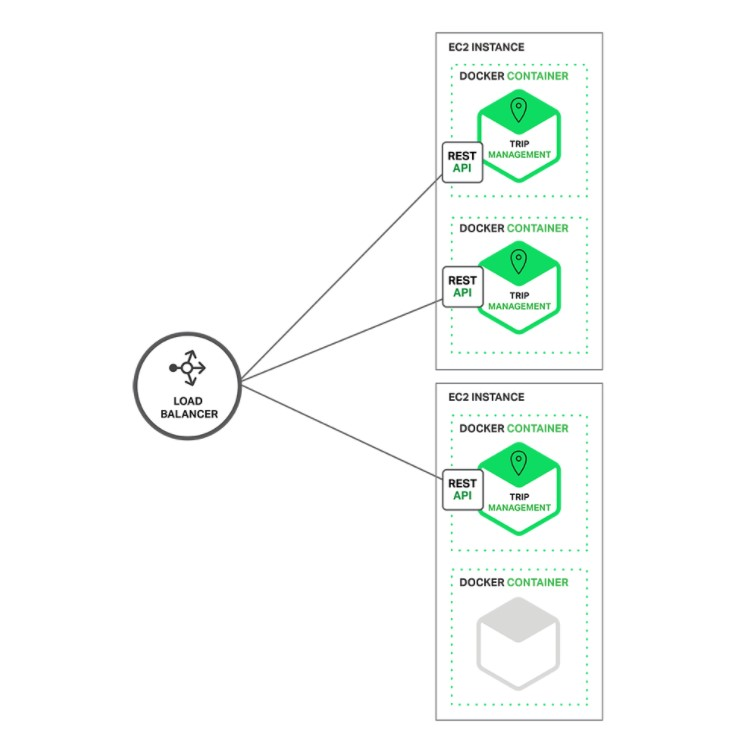 EC2 INSTANCE
DOCKER CONTAINER
TRIP
MANAGEMENT
REST
API
DOCKER CONTAINER
TRIP
MANAGEMENT
REST
API
LOAD
BALANCER
EC2 INSTANCE
DOCKER CONTAINER
TRIP
MANAGEMENT
REST
API
DOCKER CONTAINER